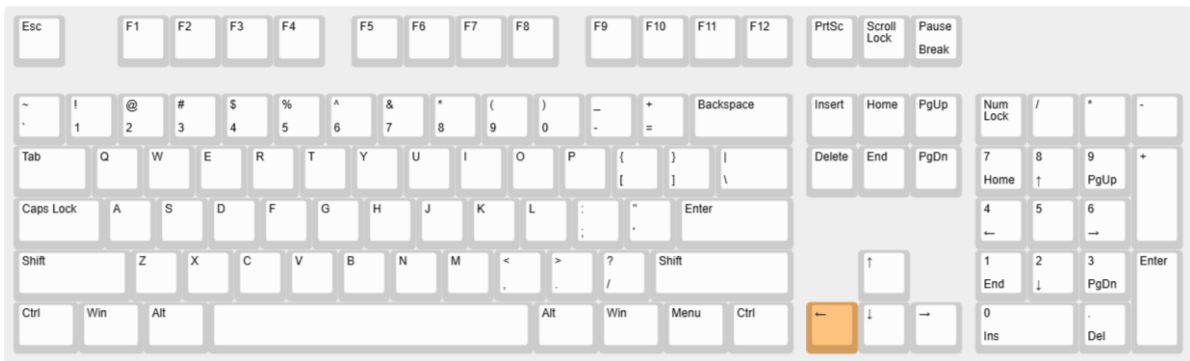 Esc F1 F2 F3 F4 F5 F6 F7 F8 F9 F10 F11 F12 PrtSc Scroll Lock Pause Break
~ ` ! 1 @ 2 # 3 $ 4 % 5 ^ 6 & 7 * 8 ( 9 ) 0 _ - + = Backspace Insert Home PgUp Num Lock / * -
Tab Q W E R T Y U I O P { [ } ] | \ Delete End PgDn 7 Home 8 ↑ 9 PgUp +
Caps Lock A S D F G H J K L : ; " ' Enter 4 ← 5 6 →
Shift Z X C V B N M < , > . ? / Shift ↑ 1 End 2 ↓ 3 PgDn Enter
Ctrl Win Alt Alt Win Menu Ctrl ← ↓ → 0 Ins . Del